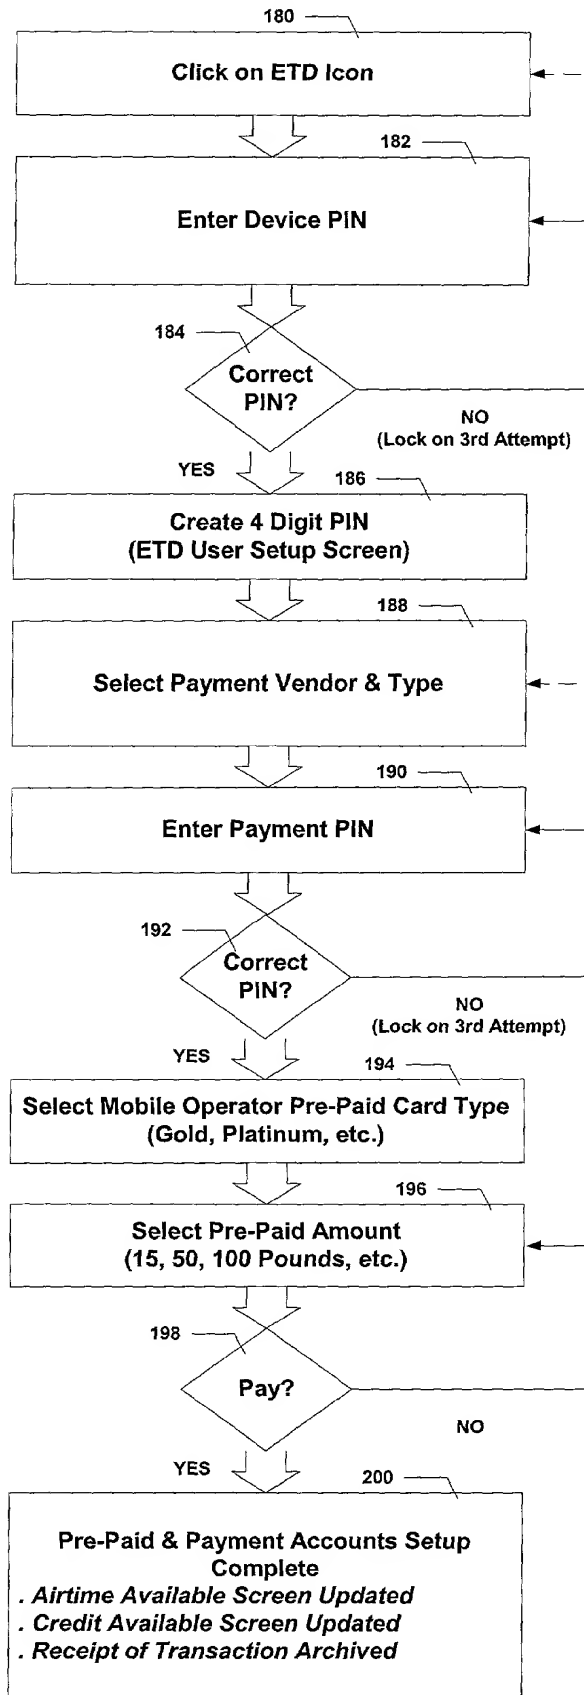 180
Click on ETD Icon
182
Enter Device PIN
184
Correct
PIN?
NO
(Lock on 3rd Attempt)
YES
186
Create 4 Digit PIN
(ETD User Setup Screen)
188
Select Payment Vendor & Type
190
Enter Payment PIN
192
Correct
PIN?
NO
(Lock on 3rd Attempt)
YES
194
Select Mobile Operator Pre-Paid Card Type
(Gold, Platinum, etc.)
196
Select Pre-Paid Amount
(15, 50, 100 Pounds, etc.)
198
Pay?
NO
YES
200
Pre-Paid & Payment Accounts Setup
Complete
. Airtime Available Screen Updated
. Credit Available Screen Updated
. Receipt of Transaction Archived